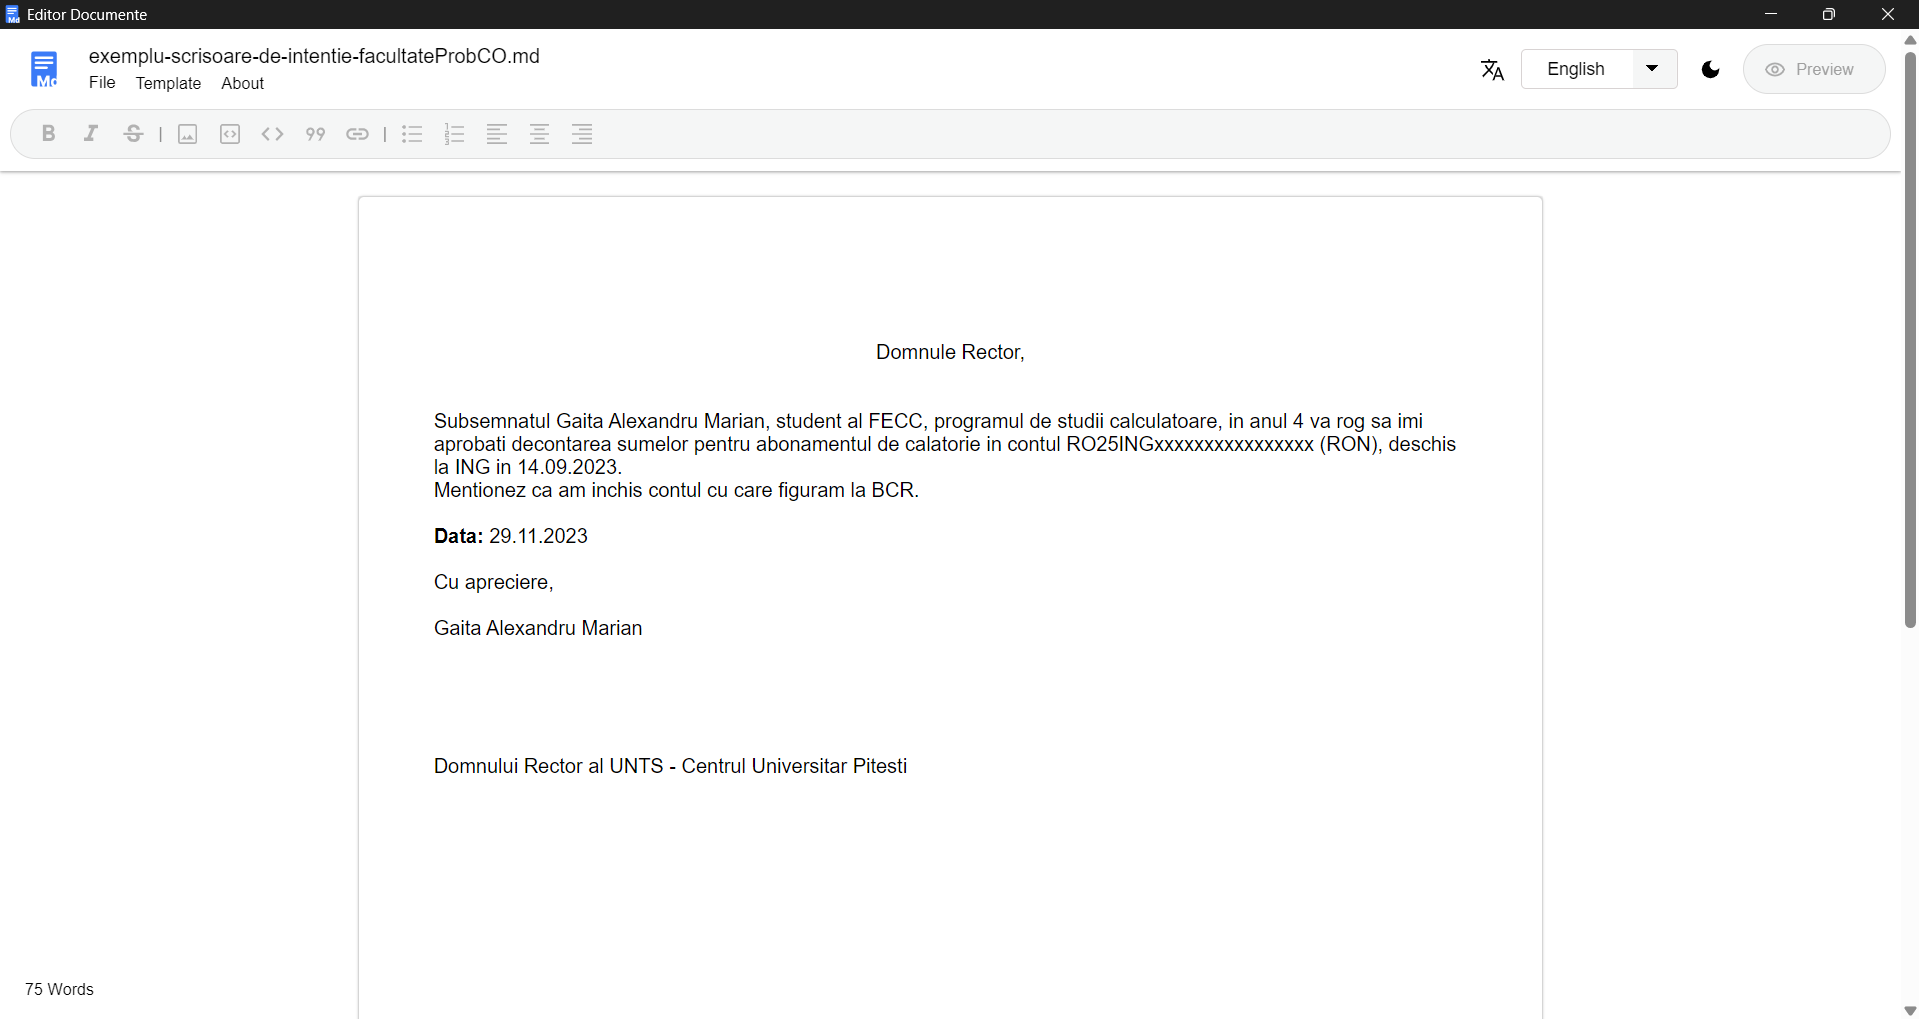 Editor Documente
exemplu-scrisoare-de-intentie-facultateProbCO.md
File Template About
English
Preview
Domnule Rector,
Subsemnatul Gaita Alexandru Marian, student al FECC, programul de studii calculatoare, in anul 4 va rog sa imi
aprobati decontarea sumelor pentru abonamentul de calatorie in contul RO25INGxxxxxxxxxxxxxxxx (RON), deschis
la ING in 14.09.2023.
Mentionez ca am inchis contul cu care figuram la BCR.
Data: 29.11.2023
Cu apreciere,
Gaita Alexandru Marian
Domnului Rector al UNTS - Centrul Universitar Pitesti
75 Words